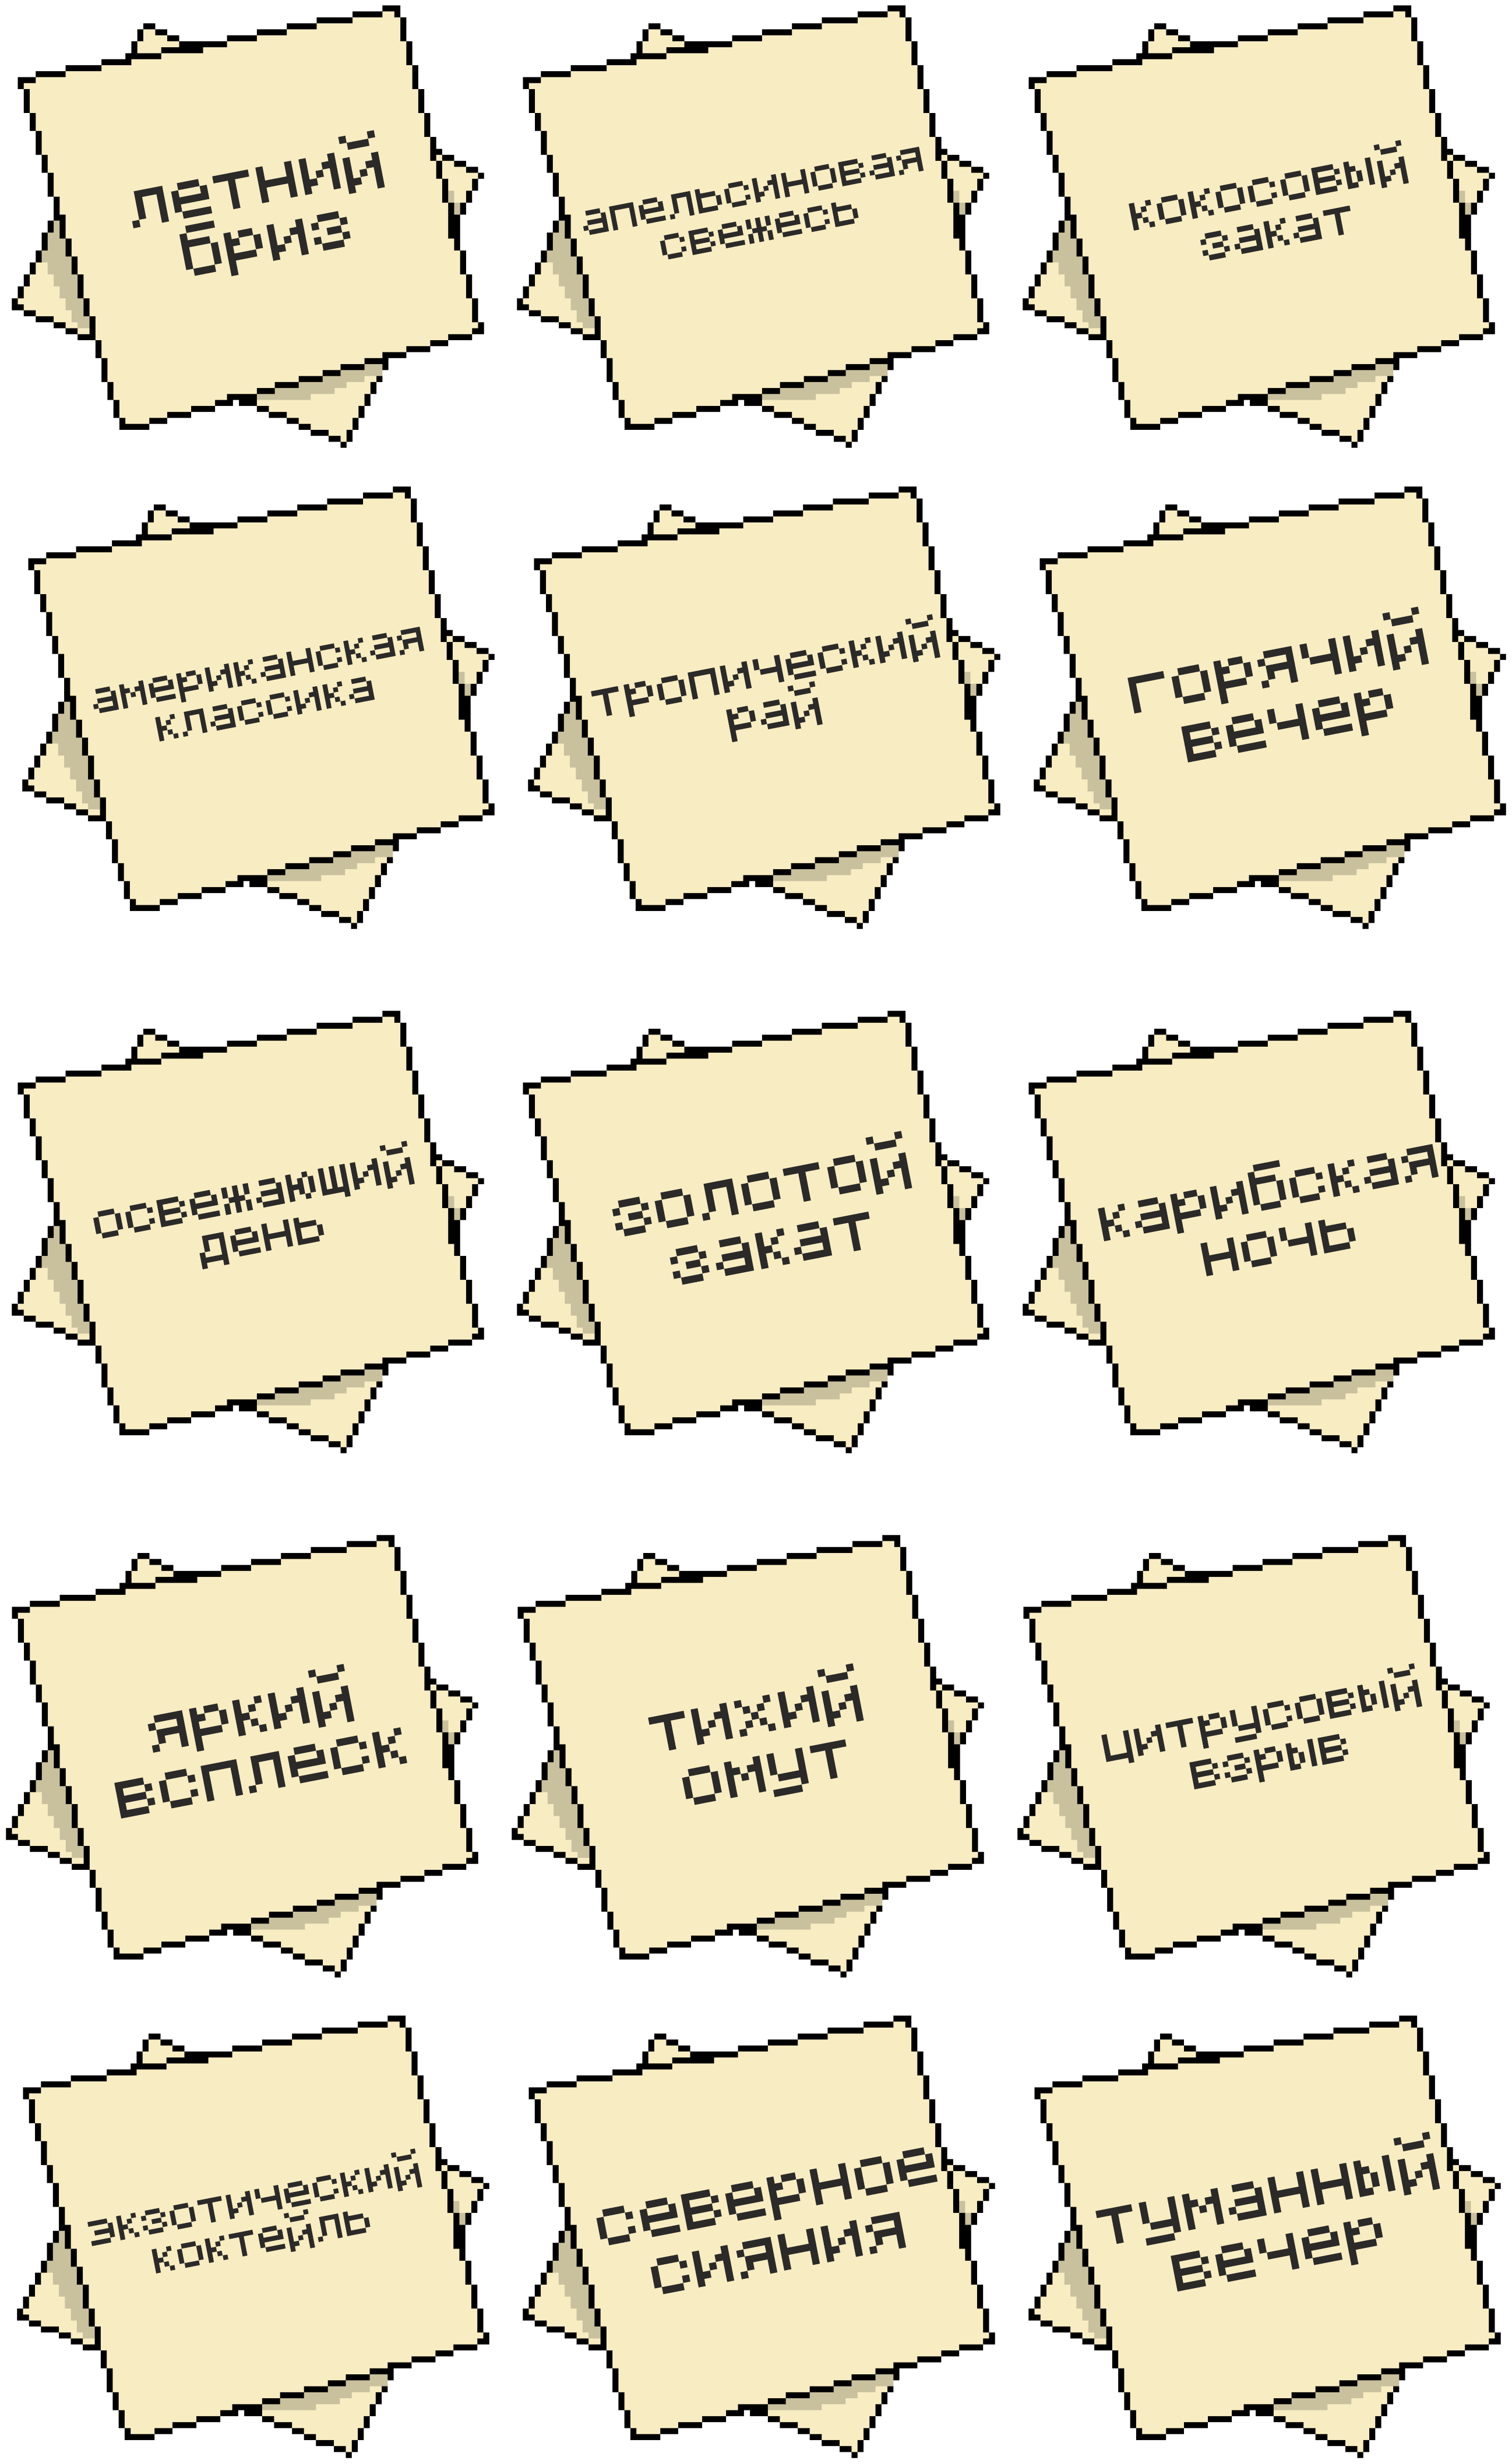 летний
бриз
апельсиновая
свежесь
кокосовый
закат
американская
классика
тропический
рай
горячий
вечер
освежающий
день
золотой
закат
карибская
ночь
яркий
всплеск
тихий
омут
цитрусовый
взрыв
экзотический
коктейль
северное
сияния
туманный
вечер